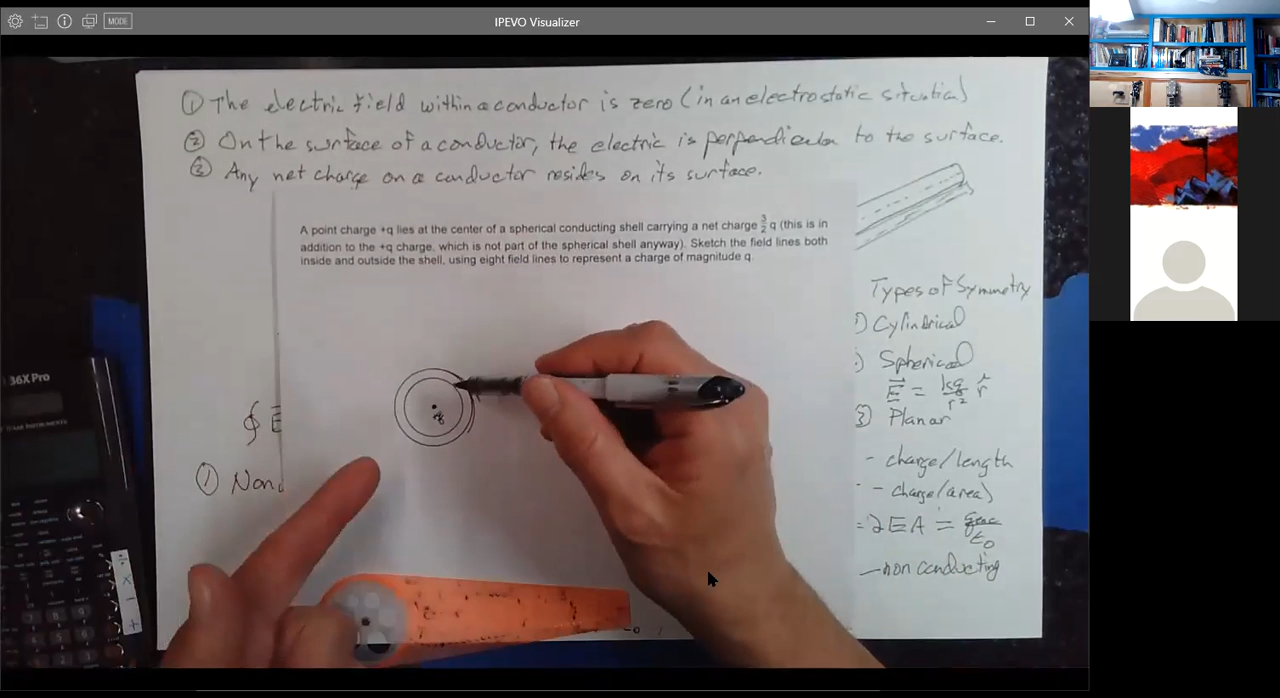 IPEVO Visualizer
MODE
① The electric field within a conductor is zero (in an electrostatic situation)
② On the surface of a conductor, the electric is perpendicular to the surface.
③ Any net charge on a conductor resides on its surface.
A point charge +q lies at the center of a spherical conducting shell carrying a net charge 3/2 q (this is in
addition to the +q charge, which is not part of the spherical shell anyway). Sketch the field lines both
inside and outside the shell, using eight field lines to represent a charge of magnitude q.
Types of Symmetry
1) Cylindrical
.) Spherical
E⃗ = kq/r² r̂
③ Planar
- charge/length
- charge/area)
= 2EA = qenc/ε₀
- non conducting
36X Pro
TEXAS INSTRUMENTS
∮ E
① Nonc
q